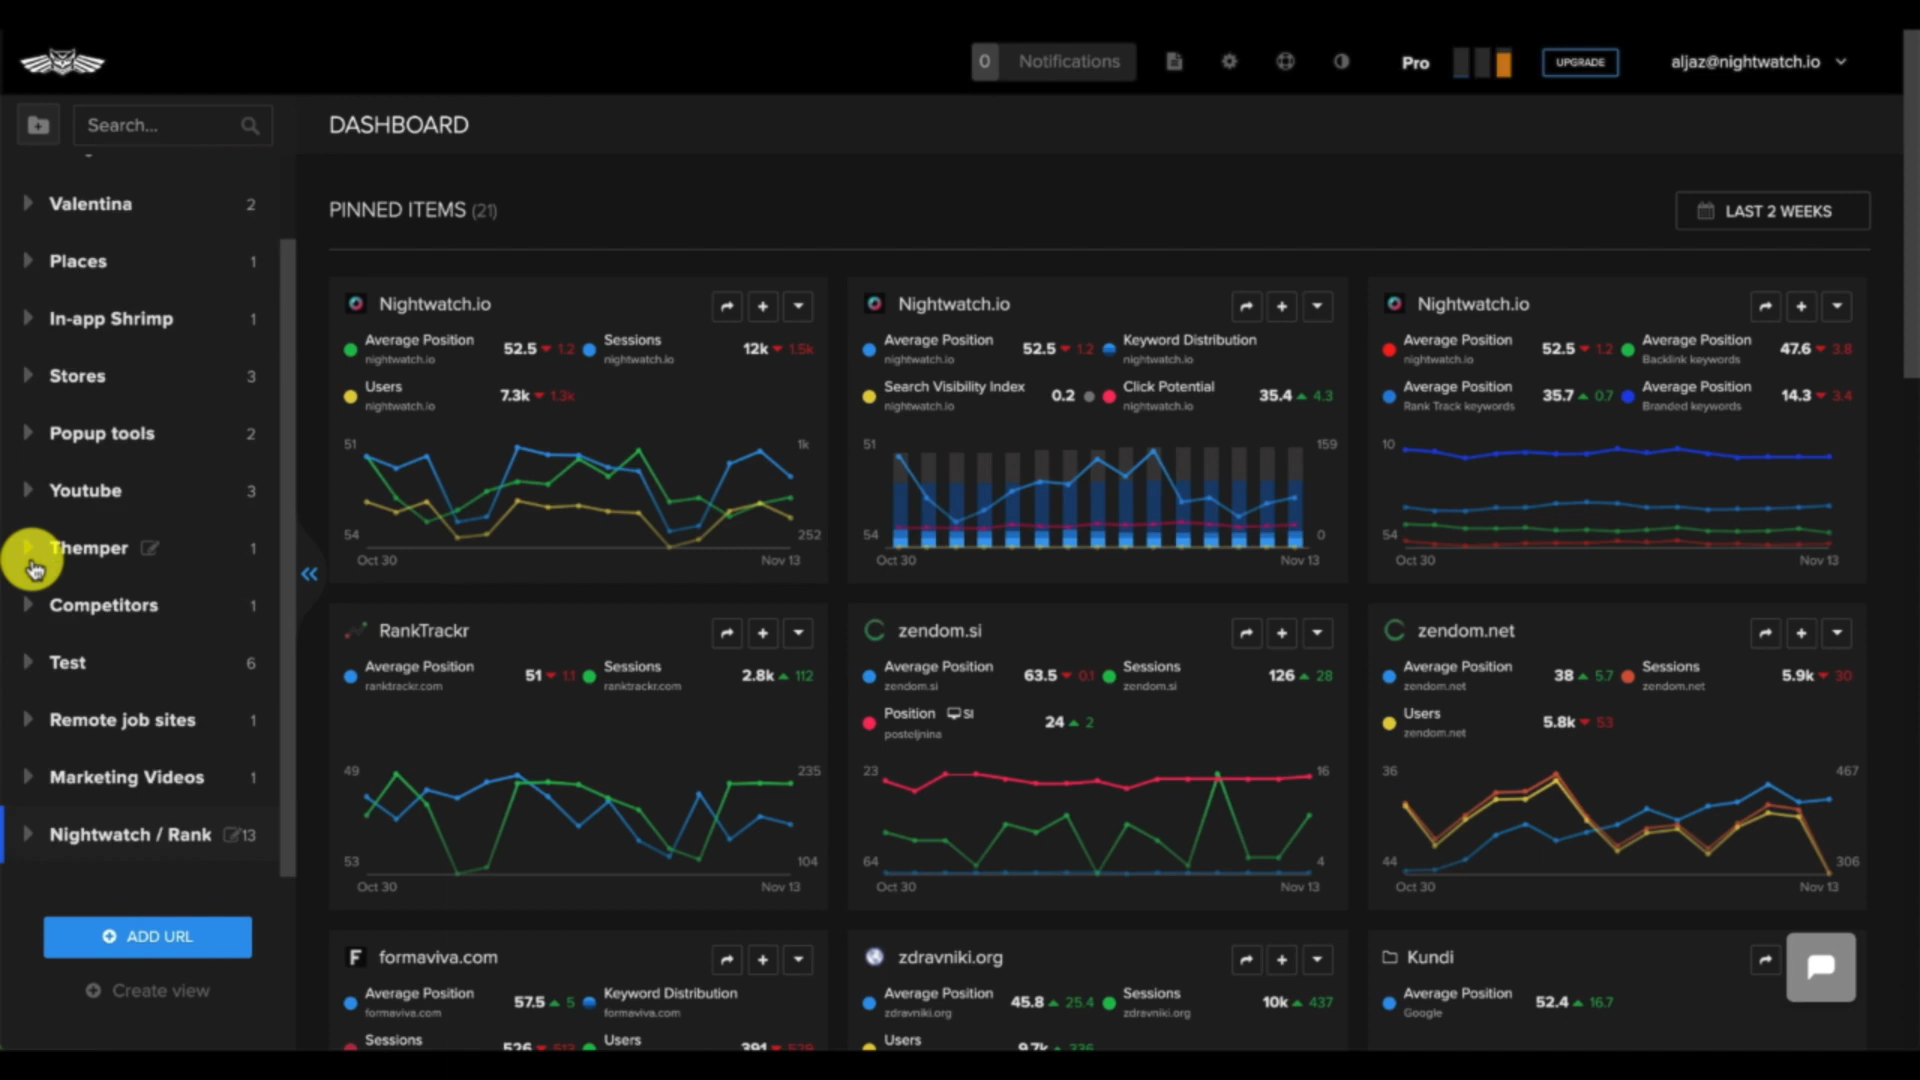 0 Notifications Pro UPGRADE aljaz@nightwatch.io
Search...
DASHBOARD
PINNED ITEMS (21)
LAST 2 WEEKS
Valentina 2
Places 1
In-app Shrimp 1
Stores 3
Popup tools 2
Youtube 3
Themper 1
Competitors 1
Test 6
Remote job sites 1
Marketing Videos 1
Nightwatch / Rank 13
ADD URL
Create view
Nightwatch.io
Average Position 52.5 1.2 Sessions 12k 1.5k
nightwatch.io nightwatch.io
Users 7.3k 1.3k
nightwatch.io
51 1k
54 252
Oct 30 Nov 13
Nightwatch.io
Average Position 52.5 1.2 Keyword Distribution
nightwatch.io nightwatch.io
Search Visibility Index 0.2 Click Potential 35.4 4.3
nightwatch.io nightwatch.io
51 159
54 0
Oct 30 Nov 13
Nightwatch.io
Average Position 52.5 1.2 Average Position 47.6 3.8
nightwatch.io Backlink keywords
Average Position 35.7 0.7 Average Position 14.3 3.4
Rank Track keywords Branded keywords
10
54
Oct 30 Nov 13
RankTrackr
Average Position 51 1.1 Sessions 2.8k 112
ranktrackr.com ranktrackr.com
49 235
53 104
Oct 30 Nov 13
zendom.si
Average Position 63.5 0.1 Sessions 126 28
zendom.si zendom.si
Position SI 24 2
posteljnina
23 16
64 4
Oct 30 Nov 13
zendom.net
Average Position 38 5.7 Sessions 5.9k 30
zendom.net zendom.net
Users 5.8k 53
zendom.net
36 467
44 306
Oct 30 Nov 13
F formaviva.com
Average Position 57.5 5 Keyword Distribution
formaviva.com formaviva.com
Sessions 526 513 Users 391 529
zdravniki.org
Average Position 45.8 25.4 Sessions 10k 437
zdravniki.org zdravniki.org
Users 9.7k 336
Kundi
Average Position 52.4 16.7
Google